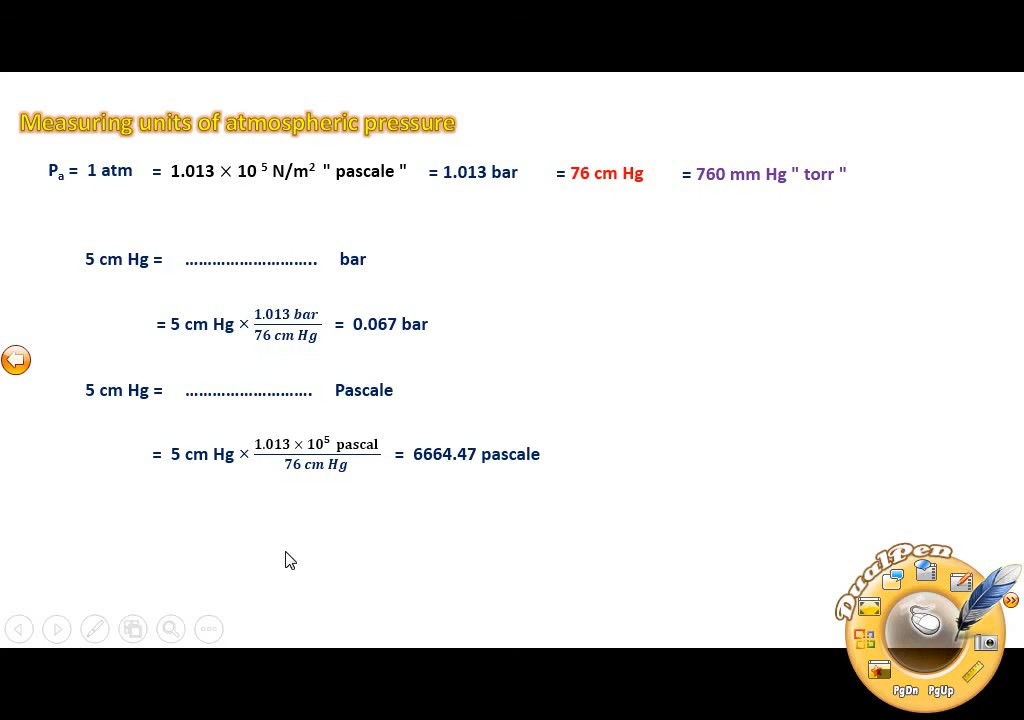 Measuring units of atmospheric pressure
Pₐ = 1 atm = 1.013 × 10 ⁵ N/m² " pascale " = 1.013 bar = 76 cm Hg = 760 mm Hg " torr "
5 cm Hg = ……………………….. bar
= 5 cm Hg × 1.013 bar / 76 cm Hg = 0.067 bar
5 cm Hg = ………………………. Pascale
= 5 cm Hg × 1.013 × 10⁵ pascal / 76 cm Hg = 6664.47 pascale
DualPen
PgDn PgUp